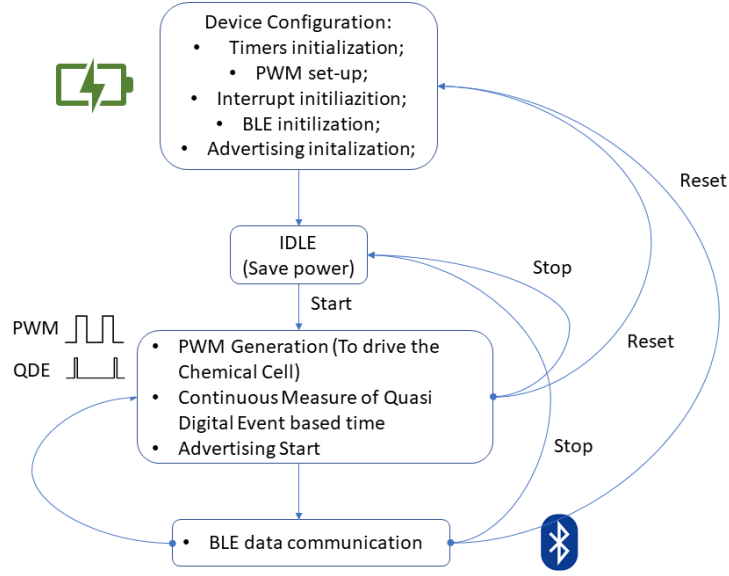 Device Configuration:
• Timers initialization;
• PWM set-up;
• Interrupt initiliazition;
• BLE initilization;
• Advertising initalization;
Reset
IDLE
(Save power)
Stop
Start
PWM
QDE
Reset
• PWM Generation (To drive the
Chemical Cell)
• Continuous Measure of Quasi
Digital Event based time
• Advertising Start
Stop
• BLE data communication